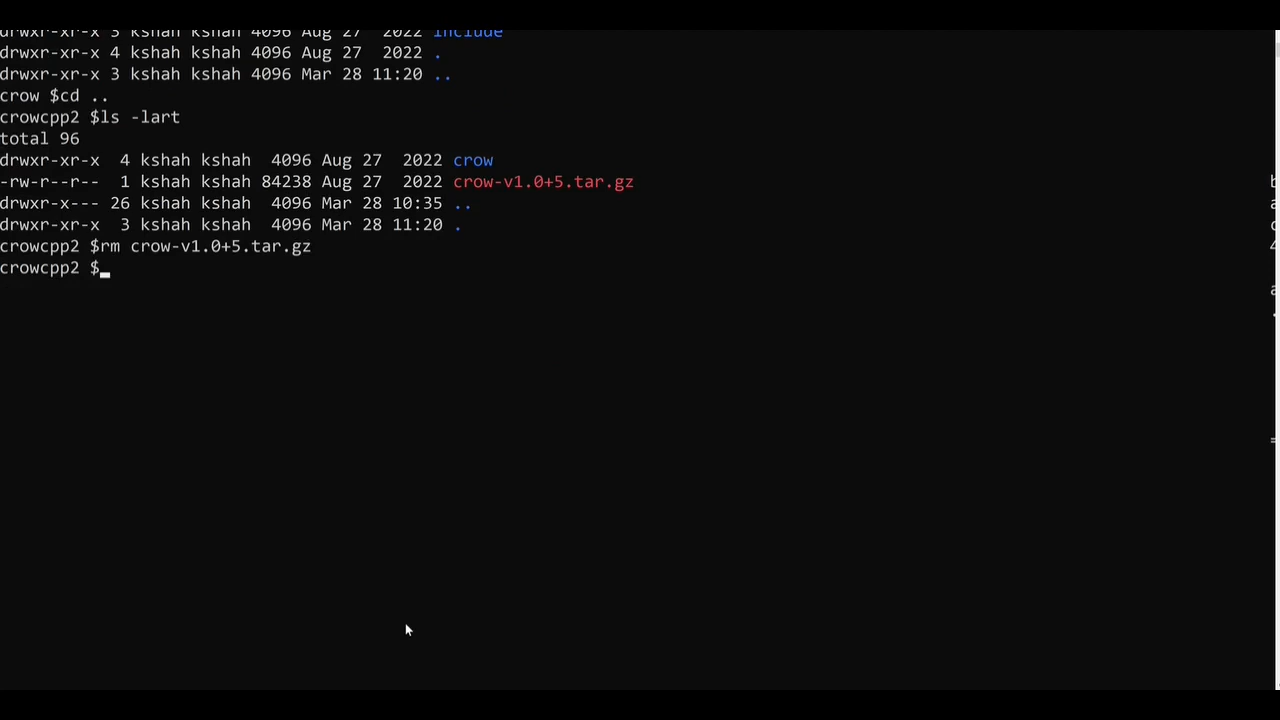 drwxr-xr-x 3 kshah kshah 4096 Aug 27  2022 include
drwxr-xr-x 4 kshah kshah 4096 Aug 27  2022 .
drwxr-xr-x 3 kshah kshah 4096 Mar 28 11:20 ..
crow $cd ..
crowcpp2 $ls -lart
total 96
drwxr-xr-x  4 kshah kshah  4096 Aug 27  2022 crow
-rw-r--r--  1 kshah kshah 84238 Aug 27  2022 crow-v1.0+5.tar.gz
drwxr-x--- 26 kshah kshah  4096 Mar 28 10:35 ..
drwxr-xr-x  3 kshah kshah  4096 Mar 28 11:20 .
crowcpp2 $rm crow-v1.0+5.tar.gz
crowcpp2 $